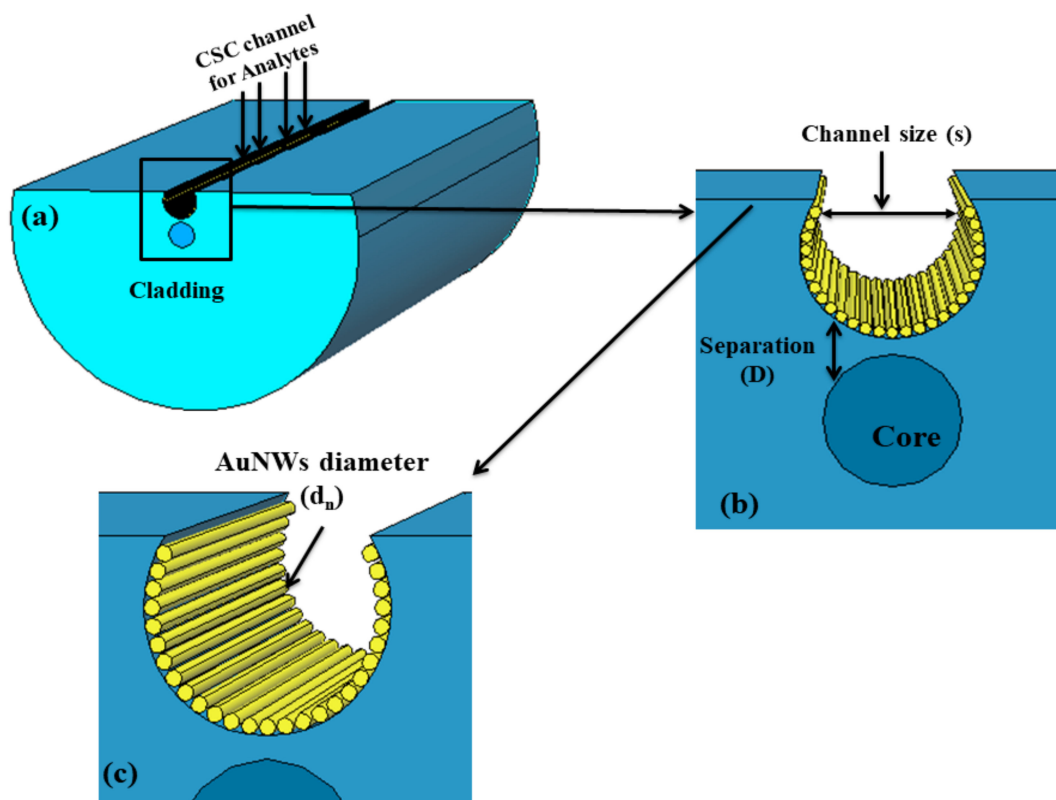 CSC channel
for Analytes
(a)
Cladding
Channel size (s)
Separation
(D)
Core
(b)
AuNWs diameter
(dₙ)
(c)